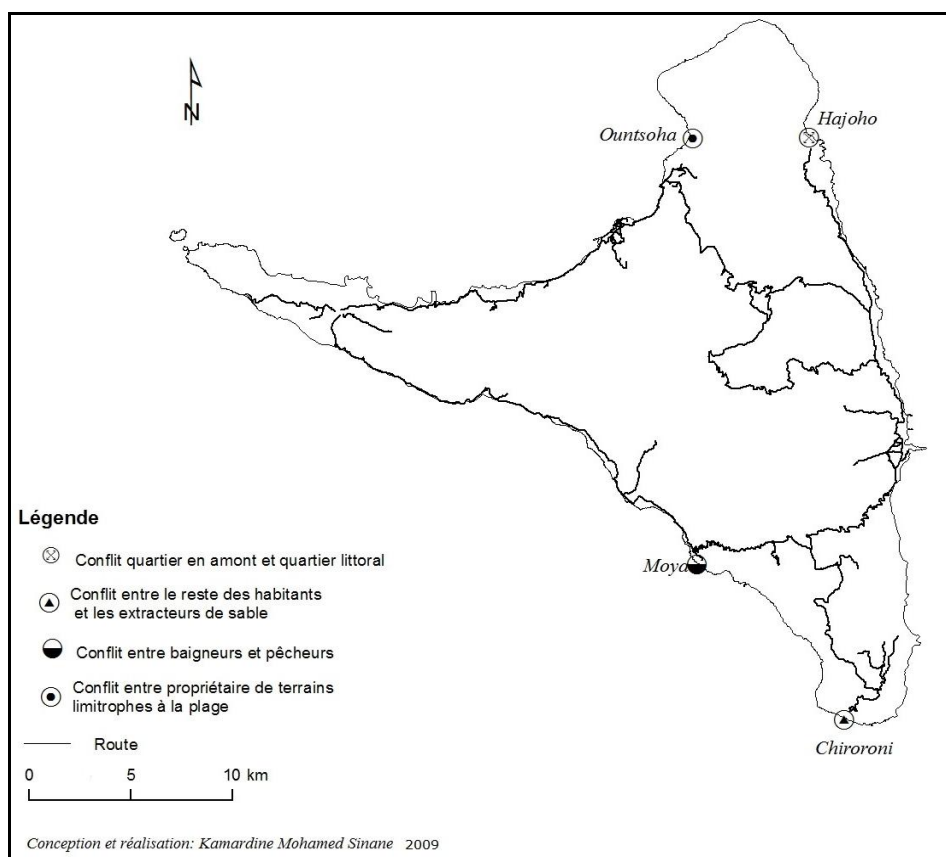 N
Ountsoha
Hajoho
Moya
Chiroroni
Légende
Conflit quartier en amont et quartier littoral
Conflit entre le reste des habitants
et les extracteurs de sable
Conflit entre baigneurs et pêcheurs
Conflit entre propriétaire de terrains
limitrophes à la plage
Route
0 5 10 km
Conception et réalisation: Kamardine Mohamed Sinane 2009